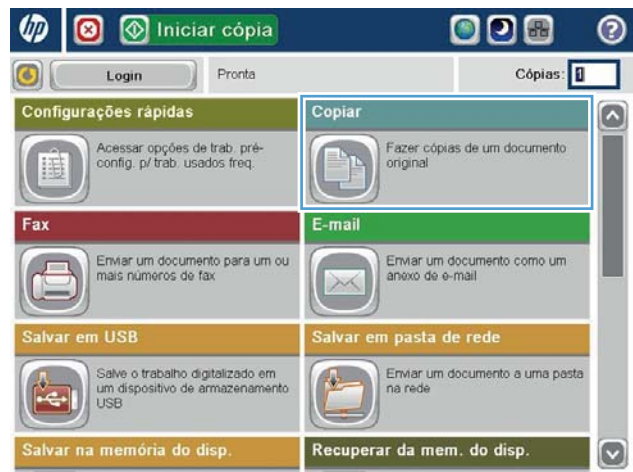 hp
Iniciar cópia
?
Login
Pronta
Cópias: 1
Configurações rápidas
Acessar opções de trab. pré-
config. p/ trab. usados freq.
Copiar
Fazer cópias de um documento
original
Fax
Enviar um documento para um ou
mais números de fax
E-mail
Enviar um documento como um
anexo de e-mail
Salvar em USB
Salve o trabalho digitalizado em
um dispositivo de armazenamento
USB
Salvar em pasta de rede
Enviar um documento a uma pasta
na rede
Salvar na memória do disp.
Recuperar da mem. do disp.